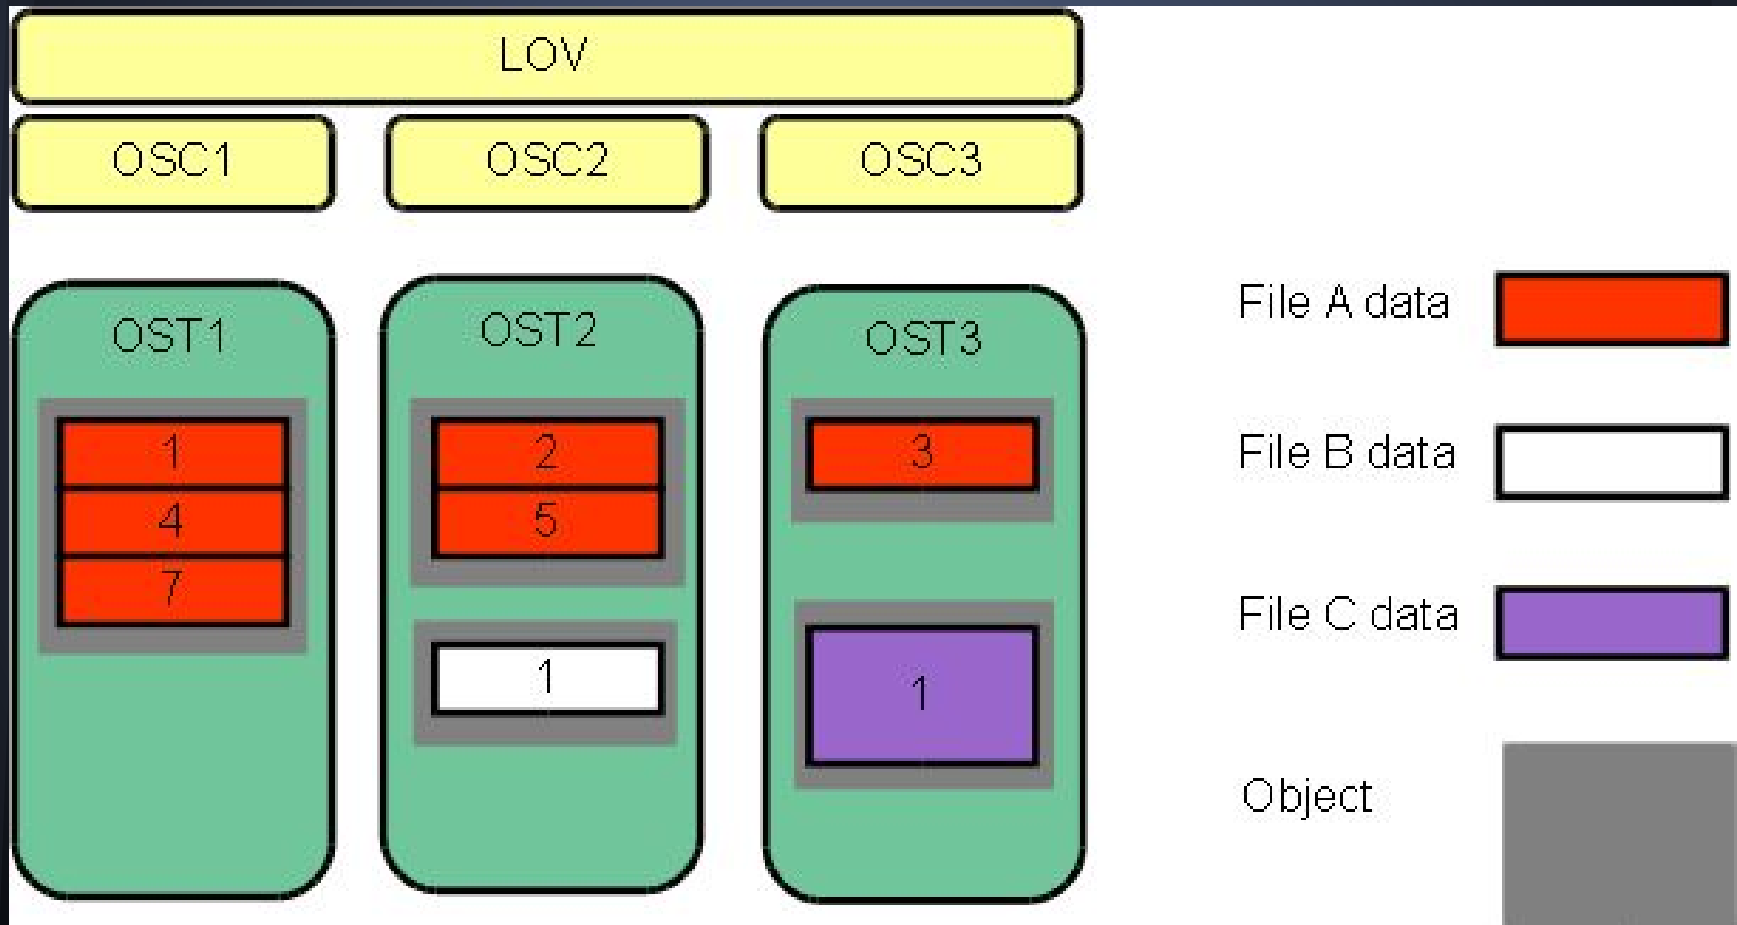 LOV
OSC1
OSC2
OSC3
OST1
1
4
7
OST2
2
5
1
OST3
3
1
File A data
File B data
File C data
Object